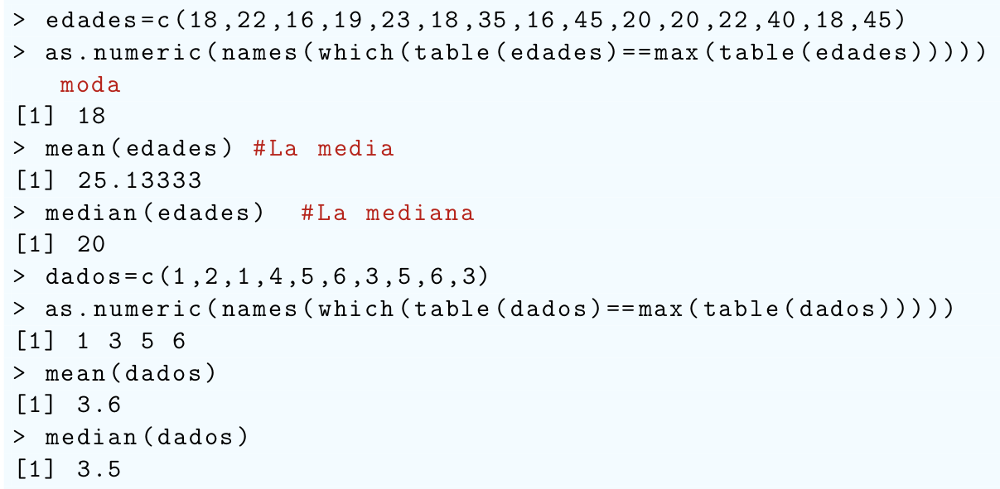 > edades=c(18,22,16,19,23,18,35,16,45,20,20,22,40,18,45)
> as.numeric(names(which(table(edades)==max(table(edades)))))
moda
[1] 18
> mean(edades) #La media
[1] 25.13333
> median(edades)  #La mediana
[1] 20
> dados=c(1,2,1,4,5,6,3,5,6,3)
> as.numeric(names(which(table(dados)==max(table(dados)))))
[1] 1 3 5 6
> mean(dados)
[1] 3.6
> median(dados)
[1] 3.5